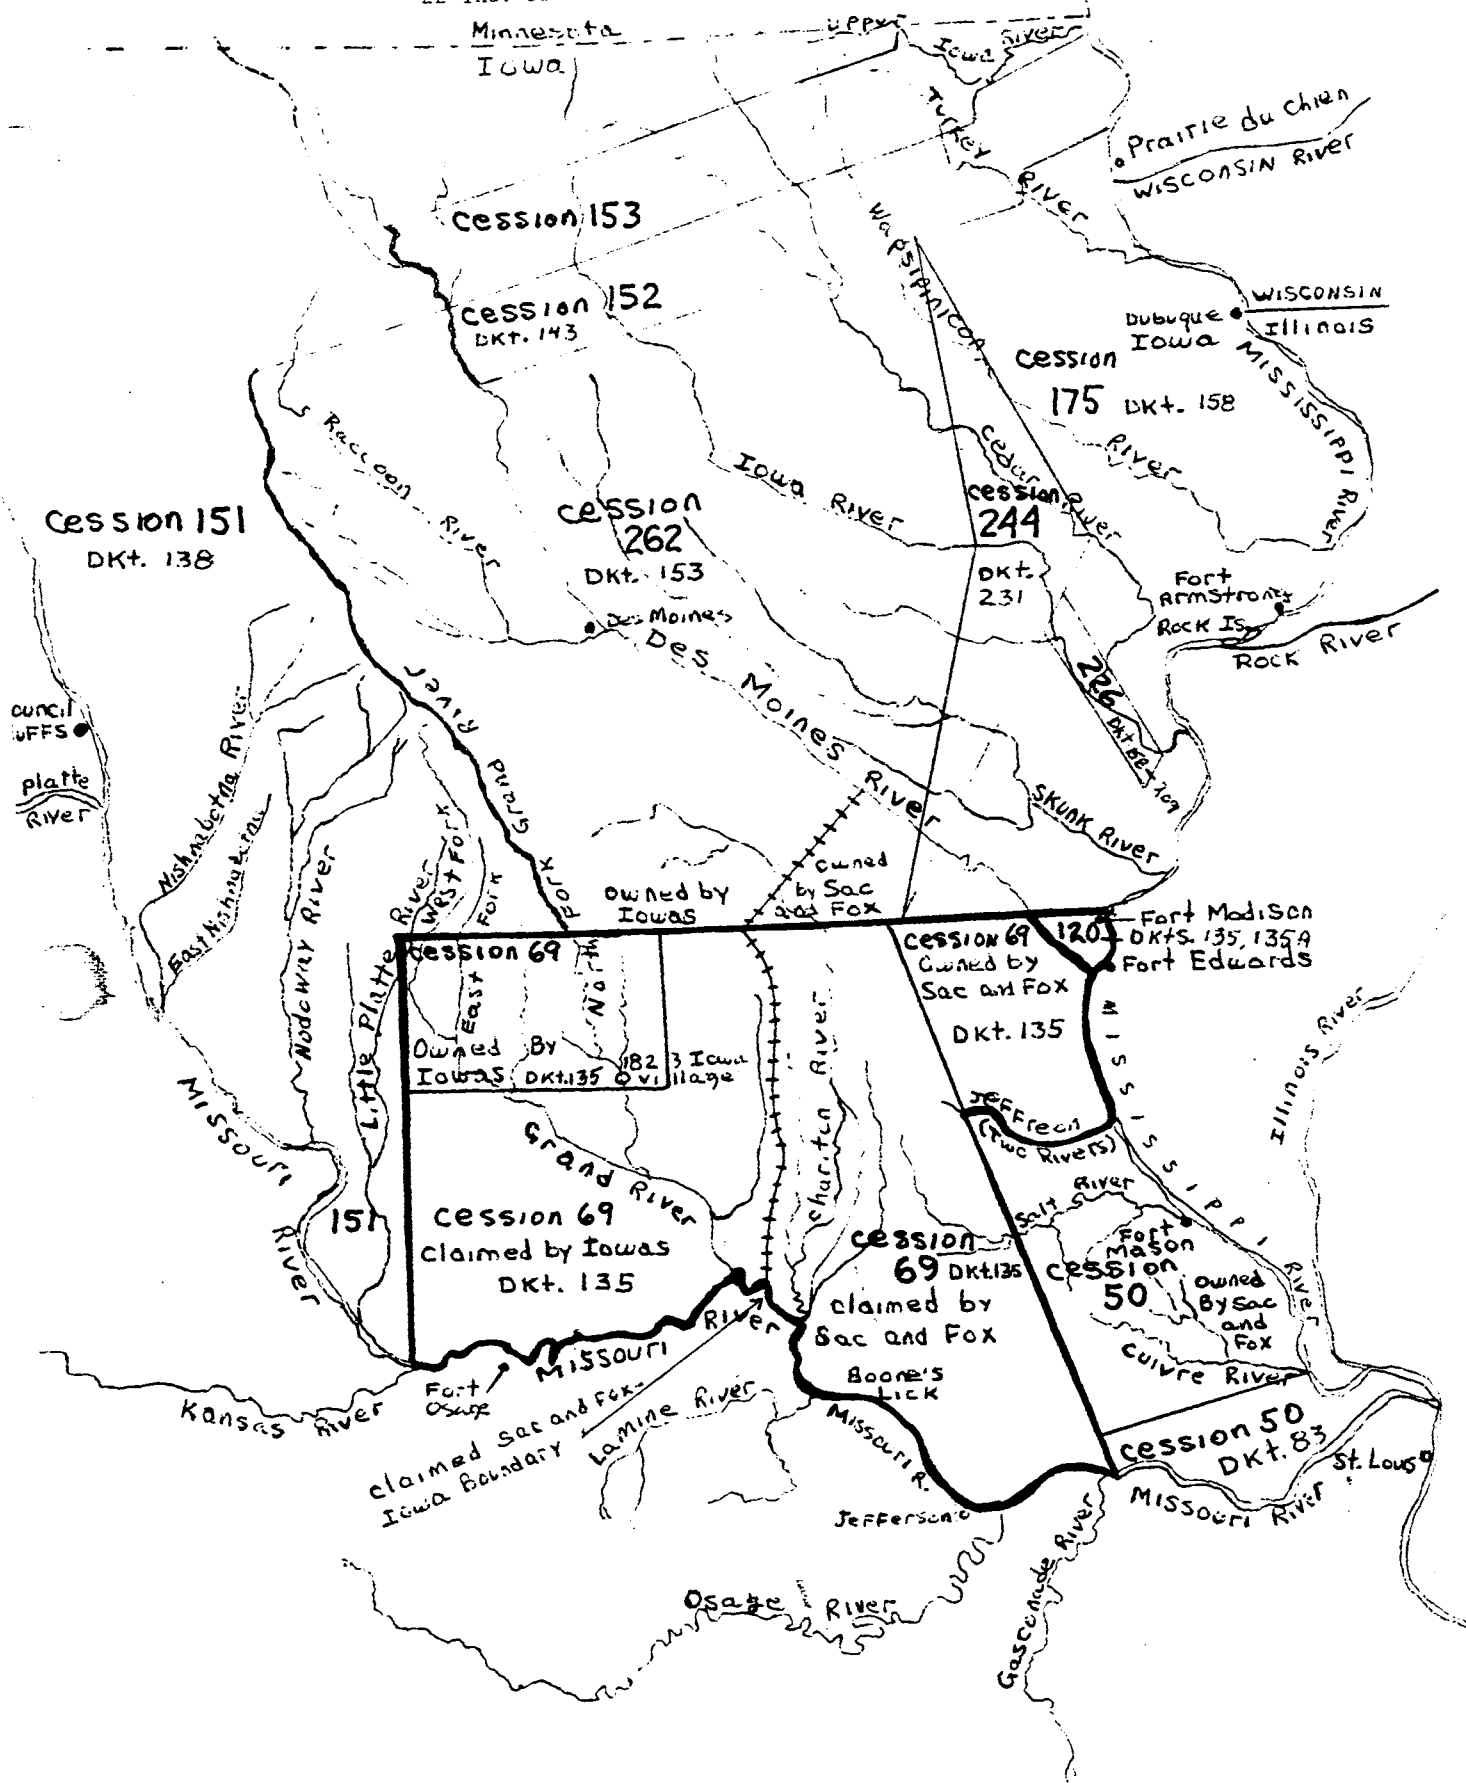 Minnesota
Iowa
Upper
Iowa River
Turkey
River
Prairie du Chien
Wisconsin River
Cession 153
Wapsipinicon
River
Cession 152
Dkt. 143
Wisconsin
Illinois
Dubuque
Iowa
Mississippi River
Cession
175 Dkt. 158
Raccoon
River
Iowa River
Cedar
River
Cession
244
Dkt.
231
Cession 151
Dkt. 138
Cession
262
Dkt. 153
Des Moines
Des Moines
River
Fort
Armstrong
Rock Is.
Rock River
226
ouncil
uffs
Platte
River
Nishnabotna River
East Nishnabotna
Nodoway River
Little Platte River
West Fork
East Fork
Grand River
North Fork
Skunk River
Owned by
Iowas
Owned
by Sac
and Fox
Cession 69
Owned By
Iowas Dkt. 135
1823 Iowa
village
Cession 69
Owned by
Sac and Fox
Dkt. 135
120
Fort Madison
Dkts. 135, 135A
Fort Edwards
Mississippi River
Illinois River
Jeffreon
(Two Rivers)
Missouri
River
151
Grand River
Chariton River
Cession 69
Claimed by Iowas
Dkt. 135
Cession
69 Dkt.135
Claimed by
Sac and Fox
Salt River
Fort
Mason
Cession
50
Owned
By Sac
and
Fox
Cuivre River
Missouri River
Boone's
Lick
Fort
Osage
Kansas River
Claimed Sac and Fox-
Iowa Boundary
Lamine River
Missouri R.
Cession 50
Dkt. 83
St. Louis
Missouri River
Jefferson
Osage River
Gasconade River